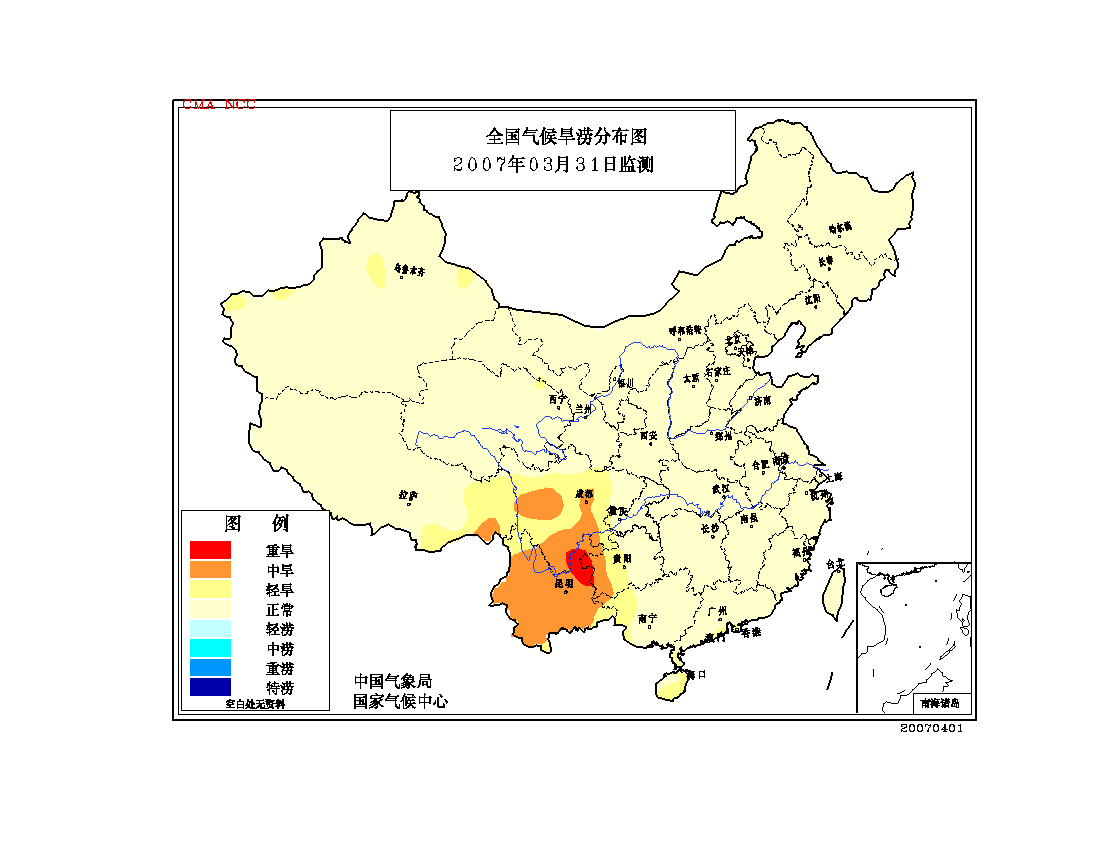 CMA NCC
全国气候旱涝分布图
2007年03月31日监测
哈尔滨
长春
乌鲁木齐
沈阳
呼和浩特
北京
天津
银川
太原
石家庄
西宁
兰州
济南
西安
郑州
合肥
南京
上海
拉萨
成都
武汉
杭州
重庆
长沙
南昌
贵阳
福州
台北
昆明
南宁
广州
澳门
香港
海口
图 例
重旱
中旱
轻旱
正常
轻涝
中涝
重涝
特涝
空白处无资料
中国气象局
国家气候中心
南海诸岛
20070401